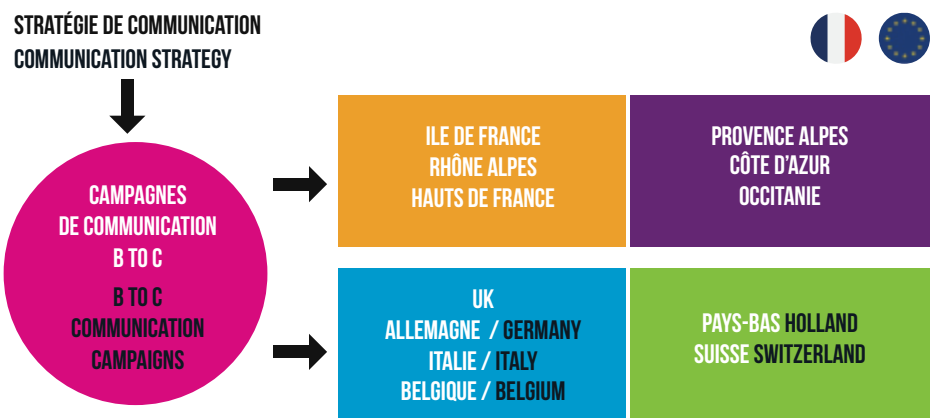 STRATÉGIE DE COMMUNICATION
COMMUNICATION STRATEGY
CAMPAGNES
DE COMMUNICATION
B TO C
B TO C
COMMUNICATION
CAMPAIGNS
ILE DE FRANCE
RHÔNE ALPES
HAUTS DE FRANCE
PROVENCE ALPES
CÔTE D'AZUR
OCCITANIE
UK
ALLEMAGNE / GERMANY
ITALIE / ITALY
BELGIQUE / BELGIUM
PAYS-BAS HOLLAND
SUISSE SWITZERLAND